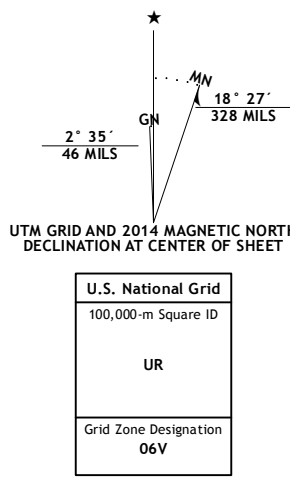 MN
GN
18° 27´
328 MILS
2° 35´
46 MILS
UTM GRID AND 2014 MAGNETIC NORTH
DECLINATION AT CENTER OF SHEET
U.S. National Grid
100,000-m Square ID
UR
Grid Zone Designation
06V